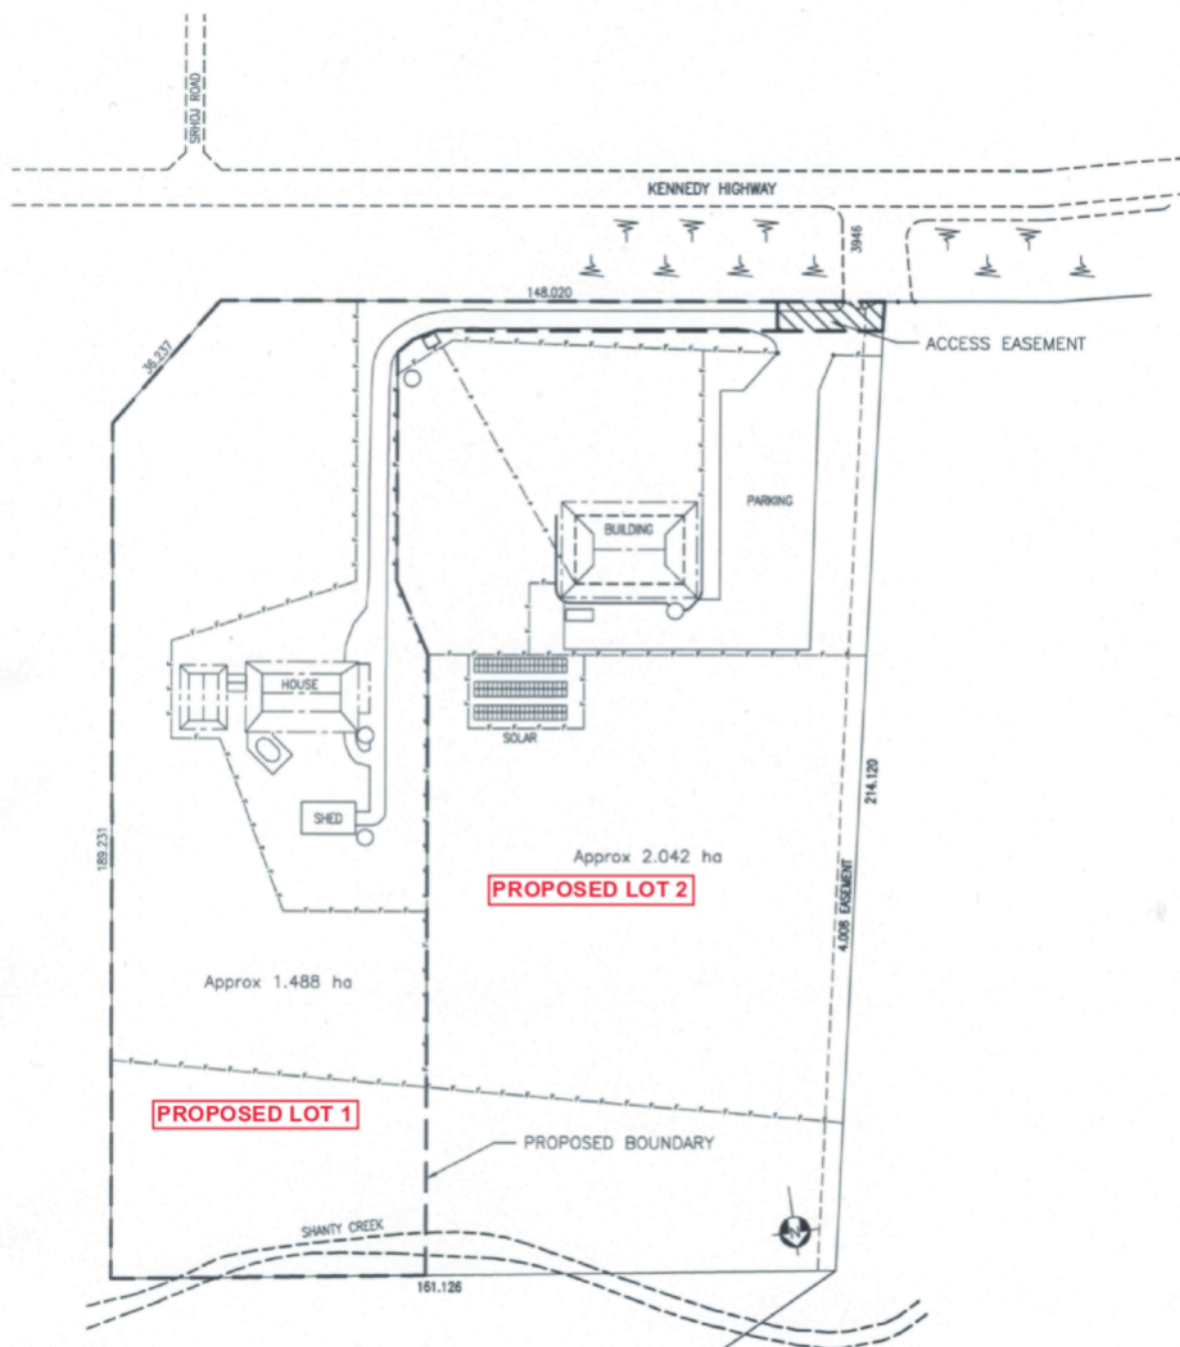 SRHOJ ROAD
KENNEDY HIGHWAY
3946
148.020
36.237
ACCESS EASEMENT
PARKING
BUILDING
HOUSE
SOLAR
SHED
214.120
189.231
Approx 2.042 ha
PROPOSED LOT 2
4.008 EASEMENT
Approx 1.488 ha
PROPOSED LOT 1
PROPOSED BOUNDARY
SHANTY CREEK
N
161.126